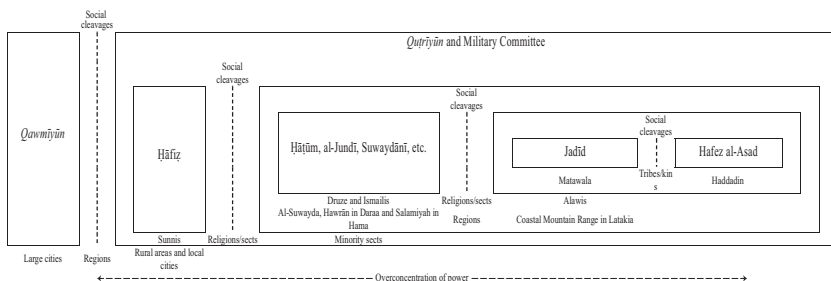 Social
cleavages
Quṭrīyūn and Military Committee
Social
cleavages
Social
cleavages
Social
cleavages
Qawmīyūn
Ḥāfiẓ
Ḥāṭūm, al-Jundī, Suwaydānī, etc.
Jadīd
Hafez al-Asad
Matawala
Tribes/kin
s
Haddadin
Druze and Ismailis
Religions/sects
Alawis
Al-Suwayda, Hawrān in Daraa and Salamiyah in
Hama
Regions
Coastal Mountain Range in Latakia
Sunnis
Religions/sects
Minority sects
Large cities
Regions
Rural areas and local
cities
Overconcentration of power